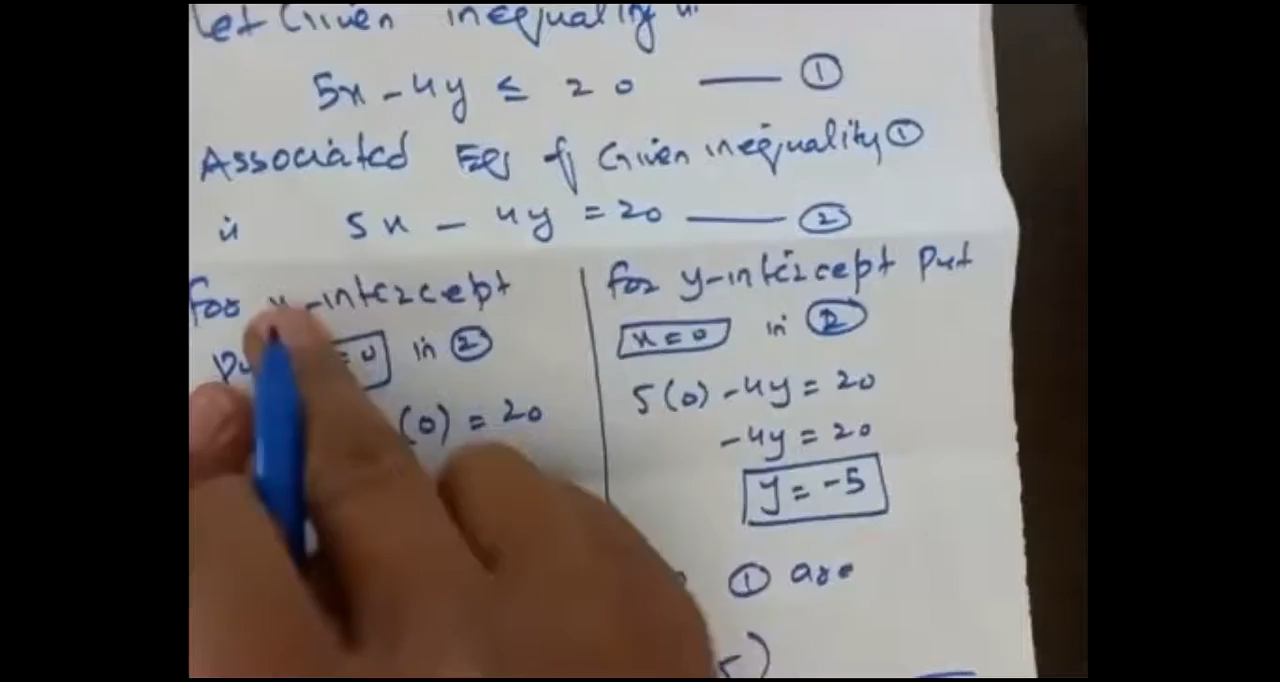 Let Given inequality is
5x - 4y ≤ 20 —— ①
Associated Eq of Given inequality ①
is 5x - 4y = 20 —— ②
For x-intercept
= 0 in ②
(0) = 20
for y-intercept Put
x = 0 in ②
5(0) - 4y = 20
-4y = 20
y = -5
① are